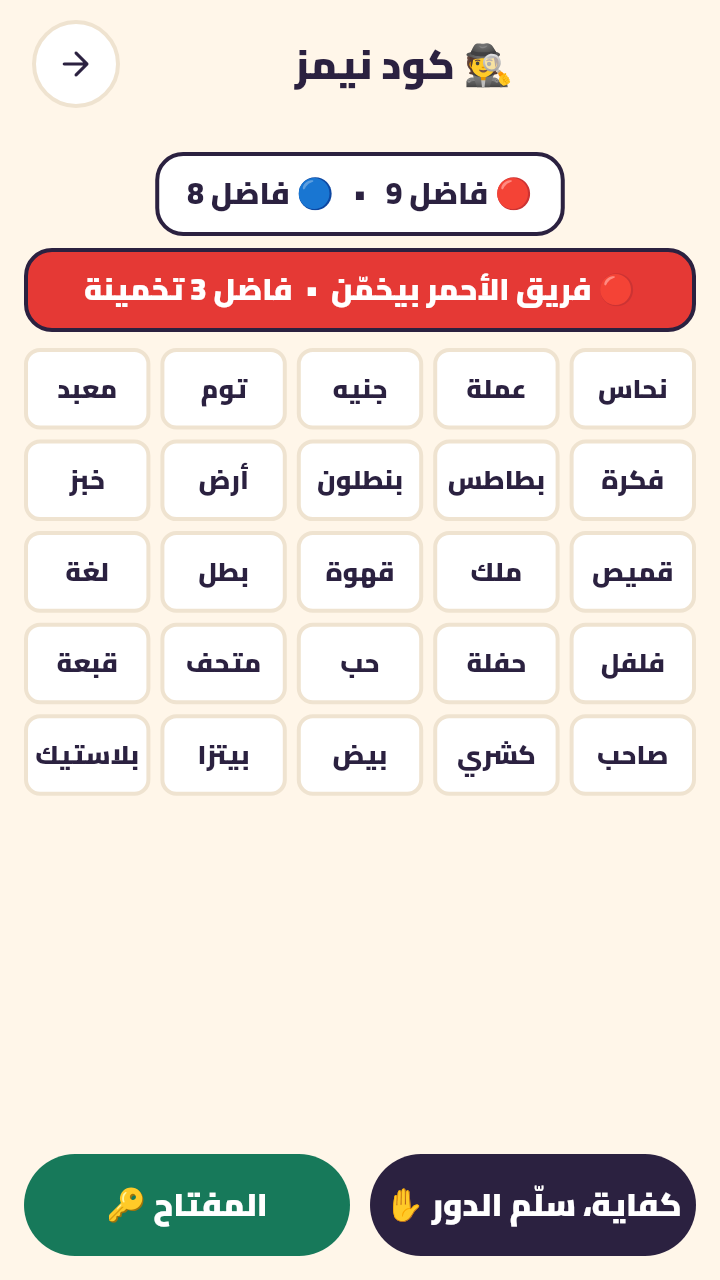 🕵️ كود نيمز
🔴 فاضل 9 ▪ 🔵 فاضل 8
🔴 فريق الأحمر بيخمّن ▪ فاضل 3 تخمينة
نحاس عملة جنيه توم معبد
فكرة بطاطس بنطلون أرض خبز
قميص ملك قهوة بطل لغة
فلفل حفلة حب متحف قبعة
صاحب كشري بيض بيتزا بلاستيك
كفاية، سلّم الدور ✋ المفتاح 🔑